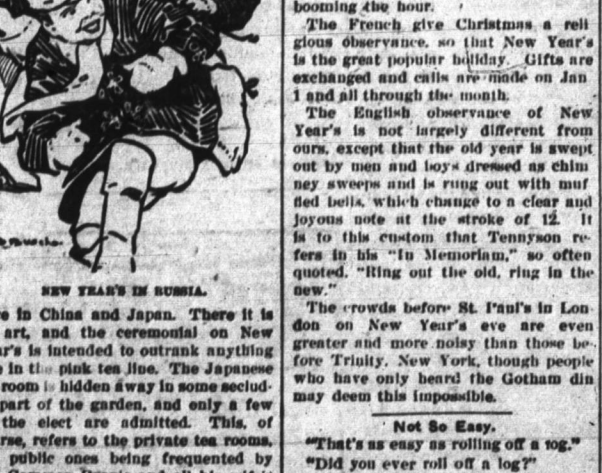 NEW YEAR'S IN RUSSIA.
e in China and Japan. There it is
art, and the ceremonial on New
ar's is intended to outrank anything
in the pink tea line. The Japanese
room is hidden away in some seclud-
part of the garden, and only a few
the elect are admitted. This, of
rse, refers to the private tea rooms,
public ones being frequented by
booming the hour.
The French give Christmas a reli
gious observance, so that New Year's
is the great popular holiday. Gifts are
exchanged and calls are made on Jan
1 and all through the month.
The English observance of New
Year's is not largely different from
ours, except that the old year is swept
out by men and boys dressed as chim
ney sweeps and is rung out with muf
fled bells, which change to a clear and
joyous note at the stroke of 12. It
is to this custom that Tennyson re-
fers in his "In Memoriam," so often
quoted, "Ring out the old, ring in the
new."
The crowds before St. Paul's in Lon-
don on New Year's eve are even
greater and more noisy than those be-
fore Trinity, New York, though people
who have only heard the Gotham din
may deem this impossible.
Not So Easy.
"That's as easy as rolling off a log."
"Did you ever roll off a log?"